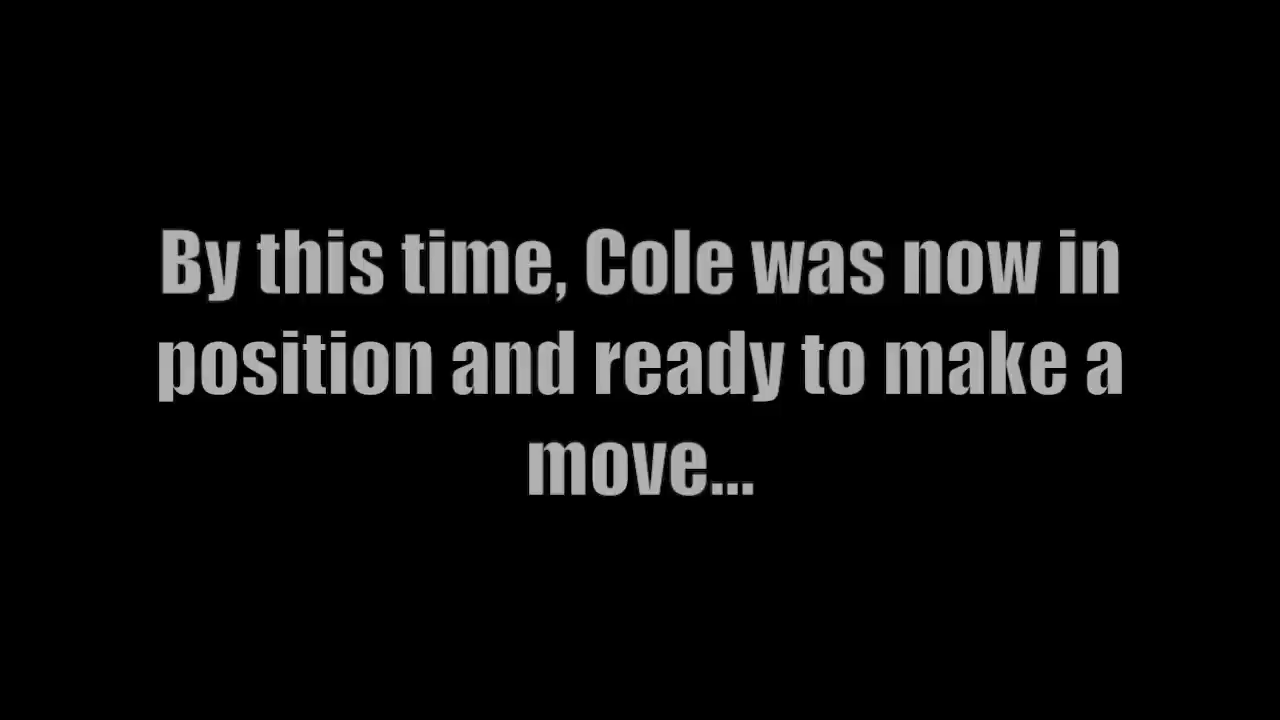 By this time, Cole was now in
position and ready to make a
move...